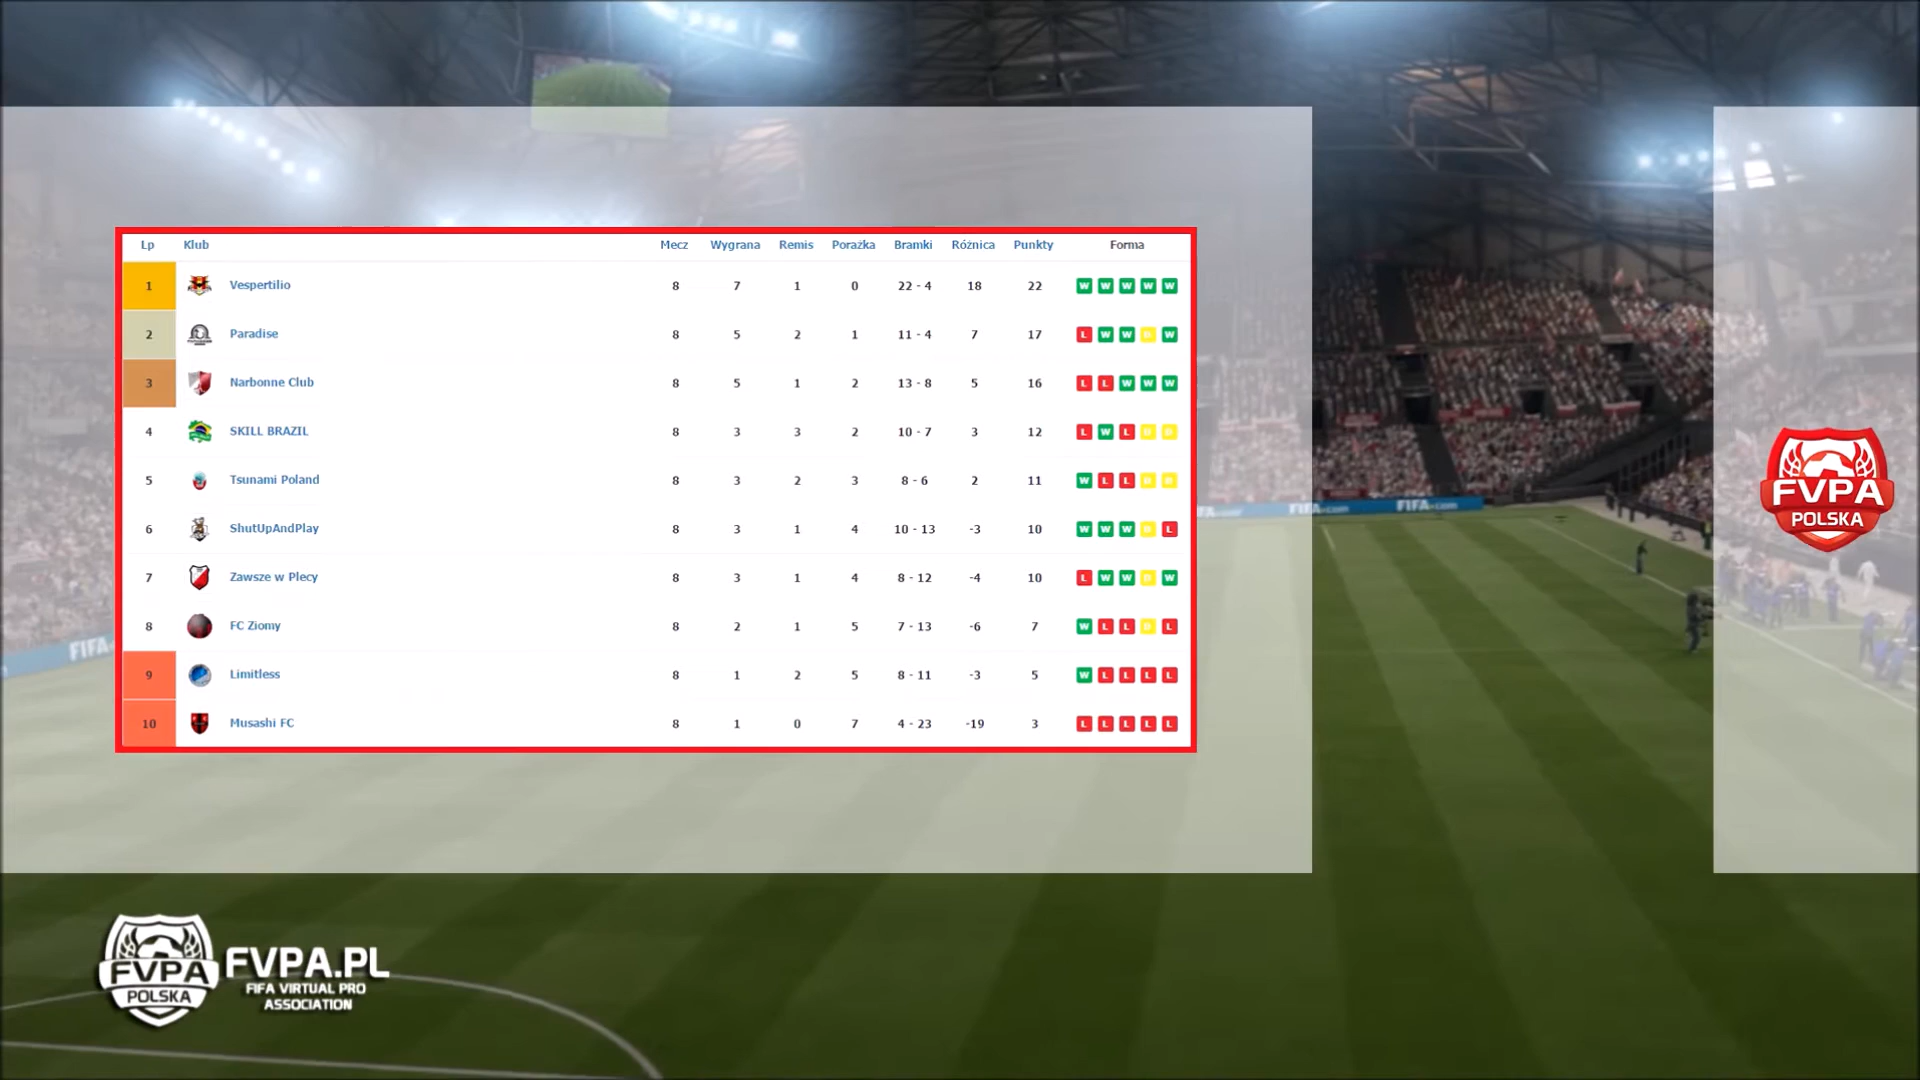 Lp Klub Mecz Wygrana Remis Porażka Bramki Różnica Punkty Forma
1 Vespertilio 8 7 1 0 22 - 4 18 22 W W W W W
2 Paradise 8 5 2 1 11 - 4 7 17 L W W D W
3 Narbonne Club 8 5 1 2 13 - 8 5 16 L L W W W
4 SKILL BRAZIL 8 3 3 2 10 - 7 3 12 L W L D D
5 Tsunami Poland 8 3 2 3 8 - 6 2 11 W L L D D
6 ShutUpAndPlay 8 3 1 4 10 - 13 -3 10 W W W D L
7 Zawsze w Plecy 8 3 1 4 8 - 12 -4 10 L W W D W
8 FC Ziomy 8 2 1 5 7 - 13 -6 7 W L L D L
9 Limitless 8 1 2 5 8 - 11 -3 5 W L L L L
10 Musashi FC 8 1 0 7 4 - 23 -19 3 L L L L L
FIFA.com
FIFA
FVPA
POLSKA
FVPA
POLSKA
FVPA.PL
FIFA VIRTUAL PRO
ASSOCIATION